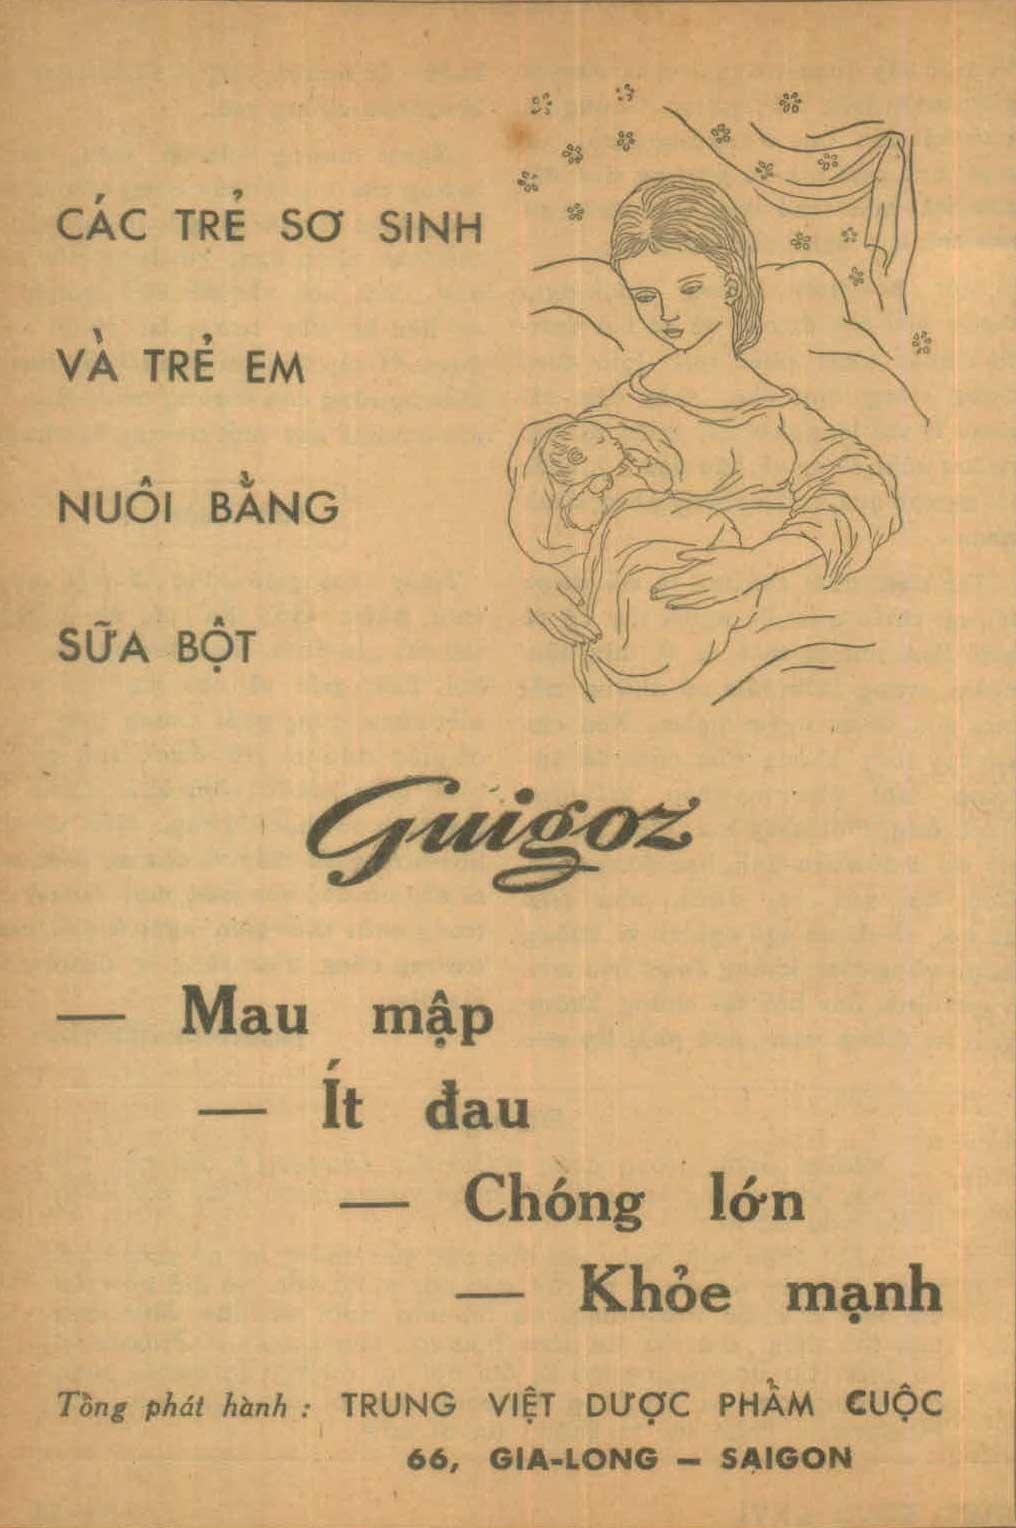 CÁC TRẺ SƠ SINH
VÀ TRẺ EM
NUÔI BẰNG
SỮA BỘT
Guigoz
— Mau mập
— Ít đau
— Chóng lớn
— Khỏe mạnh
Tổng phát hành : TRUNG VIỆT DƯỢC PHẨM CUỘC
66, GIA-LONG — SAIGON